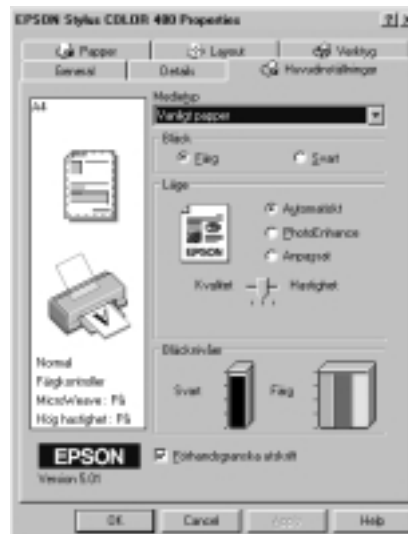 EPSON Stylus COLOR 400 Properties
Papper
Layout
Verktyg
General
Details
Huvudinställningar
A4
Medietyp
Vanligt papper
Bläck
Färg
Svart
Läge
Automatiskt
PhotoEnhance
Anpassat
EPSON
Kvalitet
Hastighet
Normal
Färgkontroller
MicroWeave : På
Hög hastighet : På
Bläcknivåer
Svart
Färg
EPSON
Förhandsgranska utskrift
Version 5.01
OK
Cancel
Apply
Help